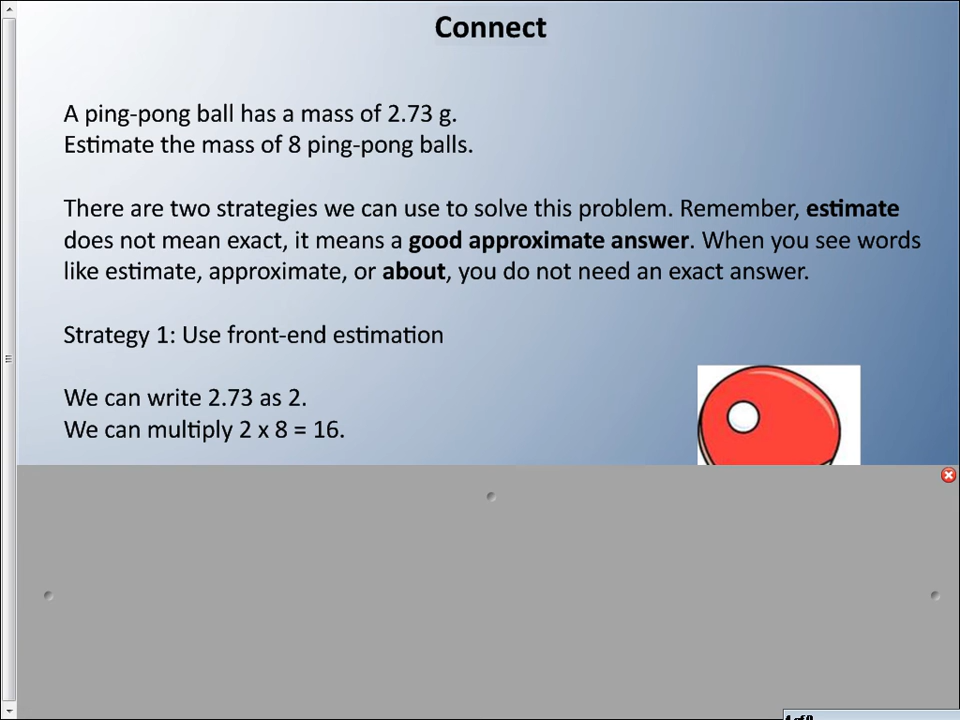 Connect
A ping-pong ball has a mass of 2.73 g.
Estimate the mass of 8 ping-pong balls.
There are two strategies we can use to solve this problem. Remember, estimate
does not mean exact, it means a good approximate answer. When you see words
like estimate, approximate, or about, you do not need an exact answer.
Strategy 1: Use front-end estimation
We can write 2.73 as 2.
We can multiply 2 x 8 = 16.